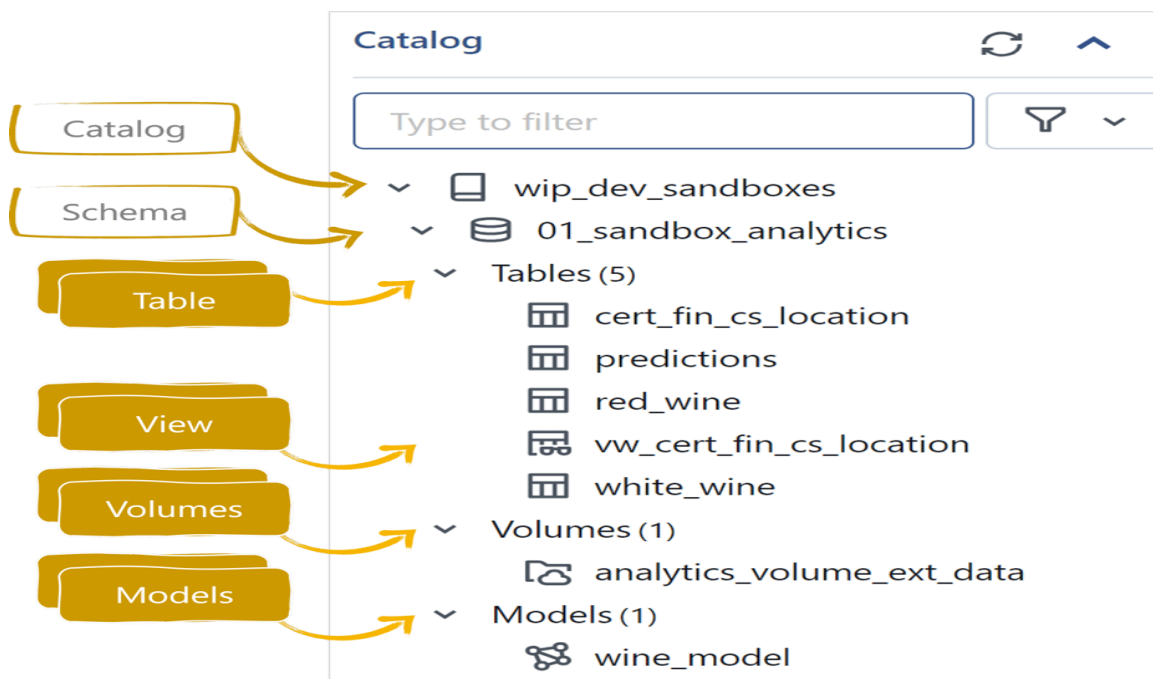 Catalog
Type to filter
Catalog
wip_dev_sandboxes
Schema
01_sandbox_analytics
Table
Tables (5)
cert_fin_cs_location
predictions
red_wine
View
vw_cert_fin_cs_location
white_wine
Volumes
Volumes (1)
analytics_volume_ext_data
Models
Models (1)
wine_model